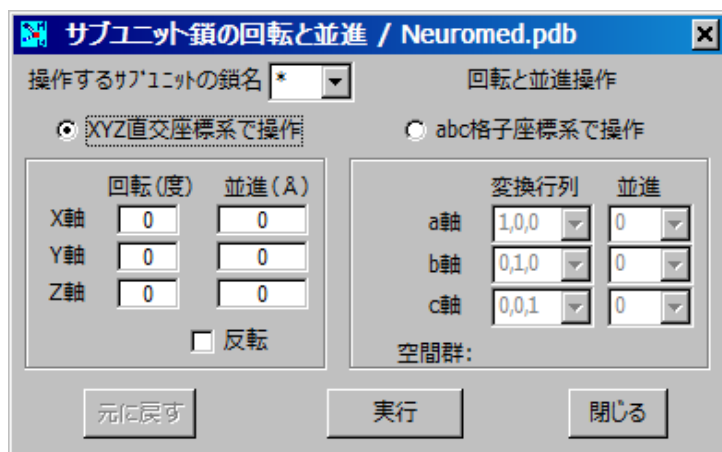 サブユニット鎖の回転と並進 / Neuromed.pdb
操作するｻﾌﾞﾕﾆｯﾄの鎖名 * 回転と並進操作
XYZ直交座標系で操作 abc格子座標系で操作
回転(度) 並進(Å) 変換行列 並進
X軸 0 0 a軸 1,0,0 0
Y軸 0 0 b軸 0,1,0 0
Z軸 0 0 c軸 0,0,1 0
反転 空間群:
元に戻す 実行 閉じる